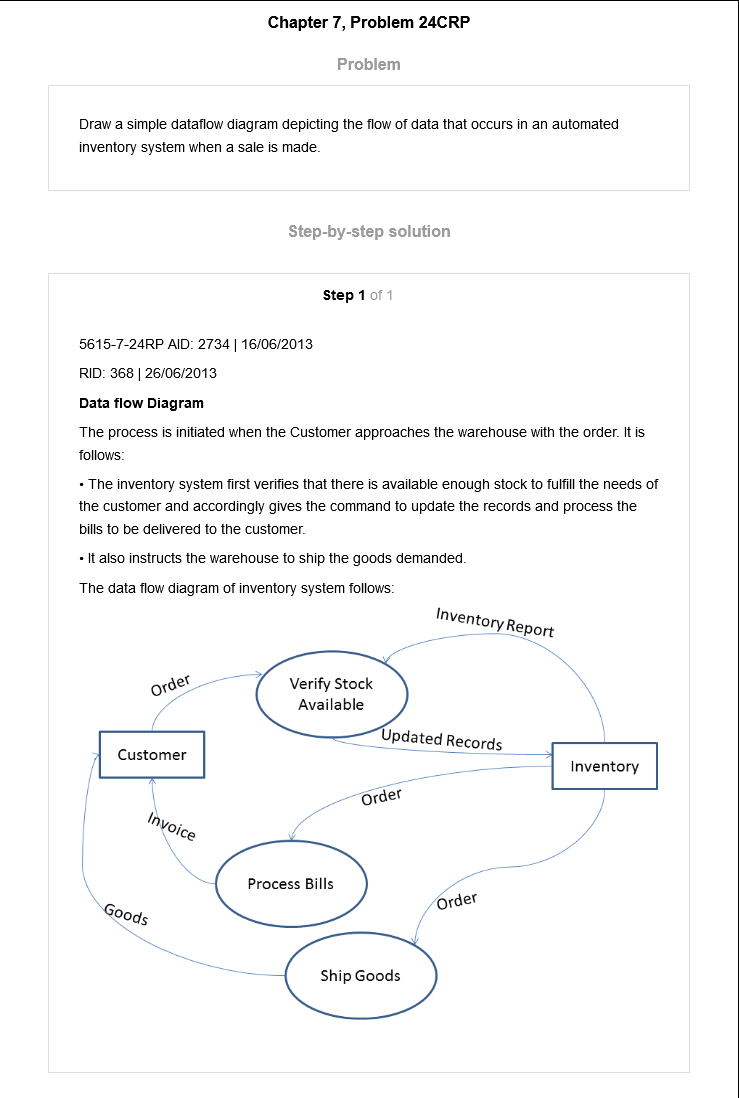 Chapter 7, Problem 24CRP
Problem
Draw a simple dataflow diagram depicting the flow of data that occurs in an automated
inventory system when a sale is made.
Step-by-step solution
Step 1 of 1
5615-7-24RP AID: 2734 | 16/06/2013
RID: 368 | 26/06/2013
Data flow Diagram
The process is initiated when the Customer approaches the warehouse with the order. It is
follows:
• The inventory system first verifies that there is available enough stock to fulfill the needs of
the customer and accordingly gives the command to update the records and process the
bills to be delivered to the customer.
• It also instructs the warehouse to ship the goods demanded.
The data flow diagram of inventory system follows:
Inventory Report
Order
Verify Stock
Available
Updated Records
Customer
Inventory
Order
Invoice
Process Bills
Order
Goods
Ship Goods